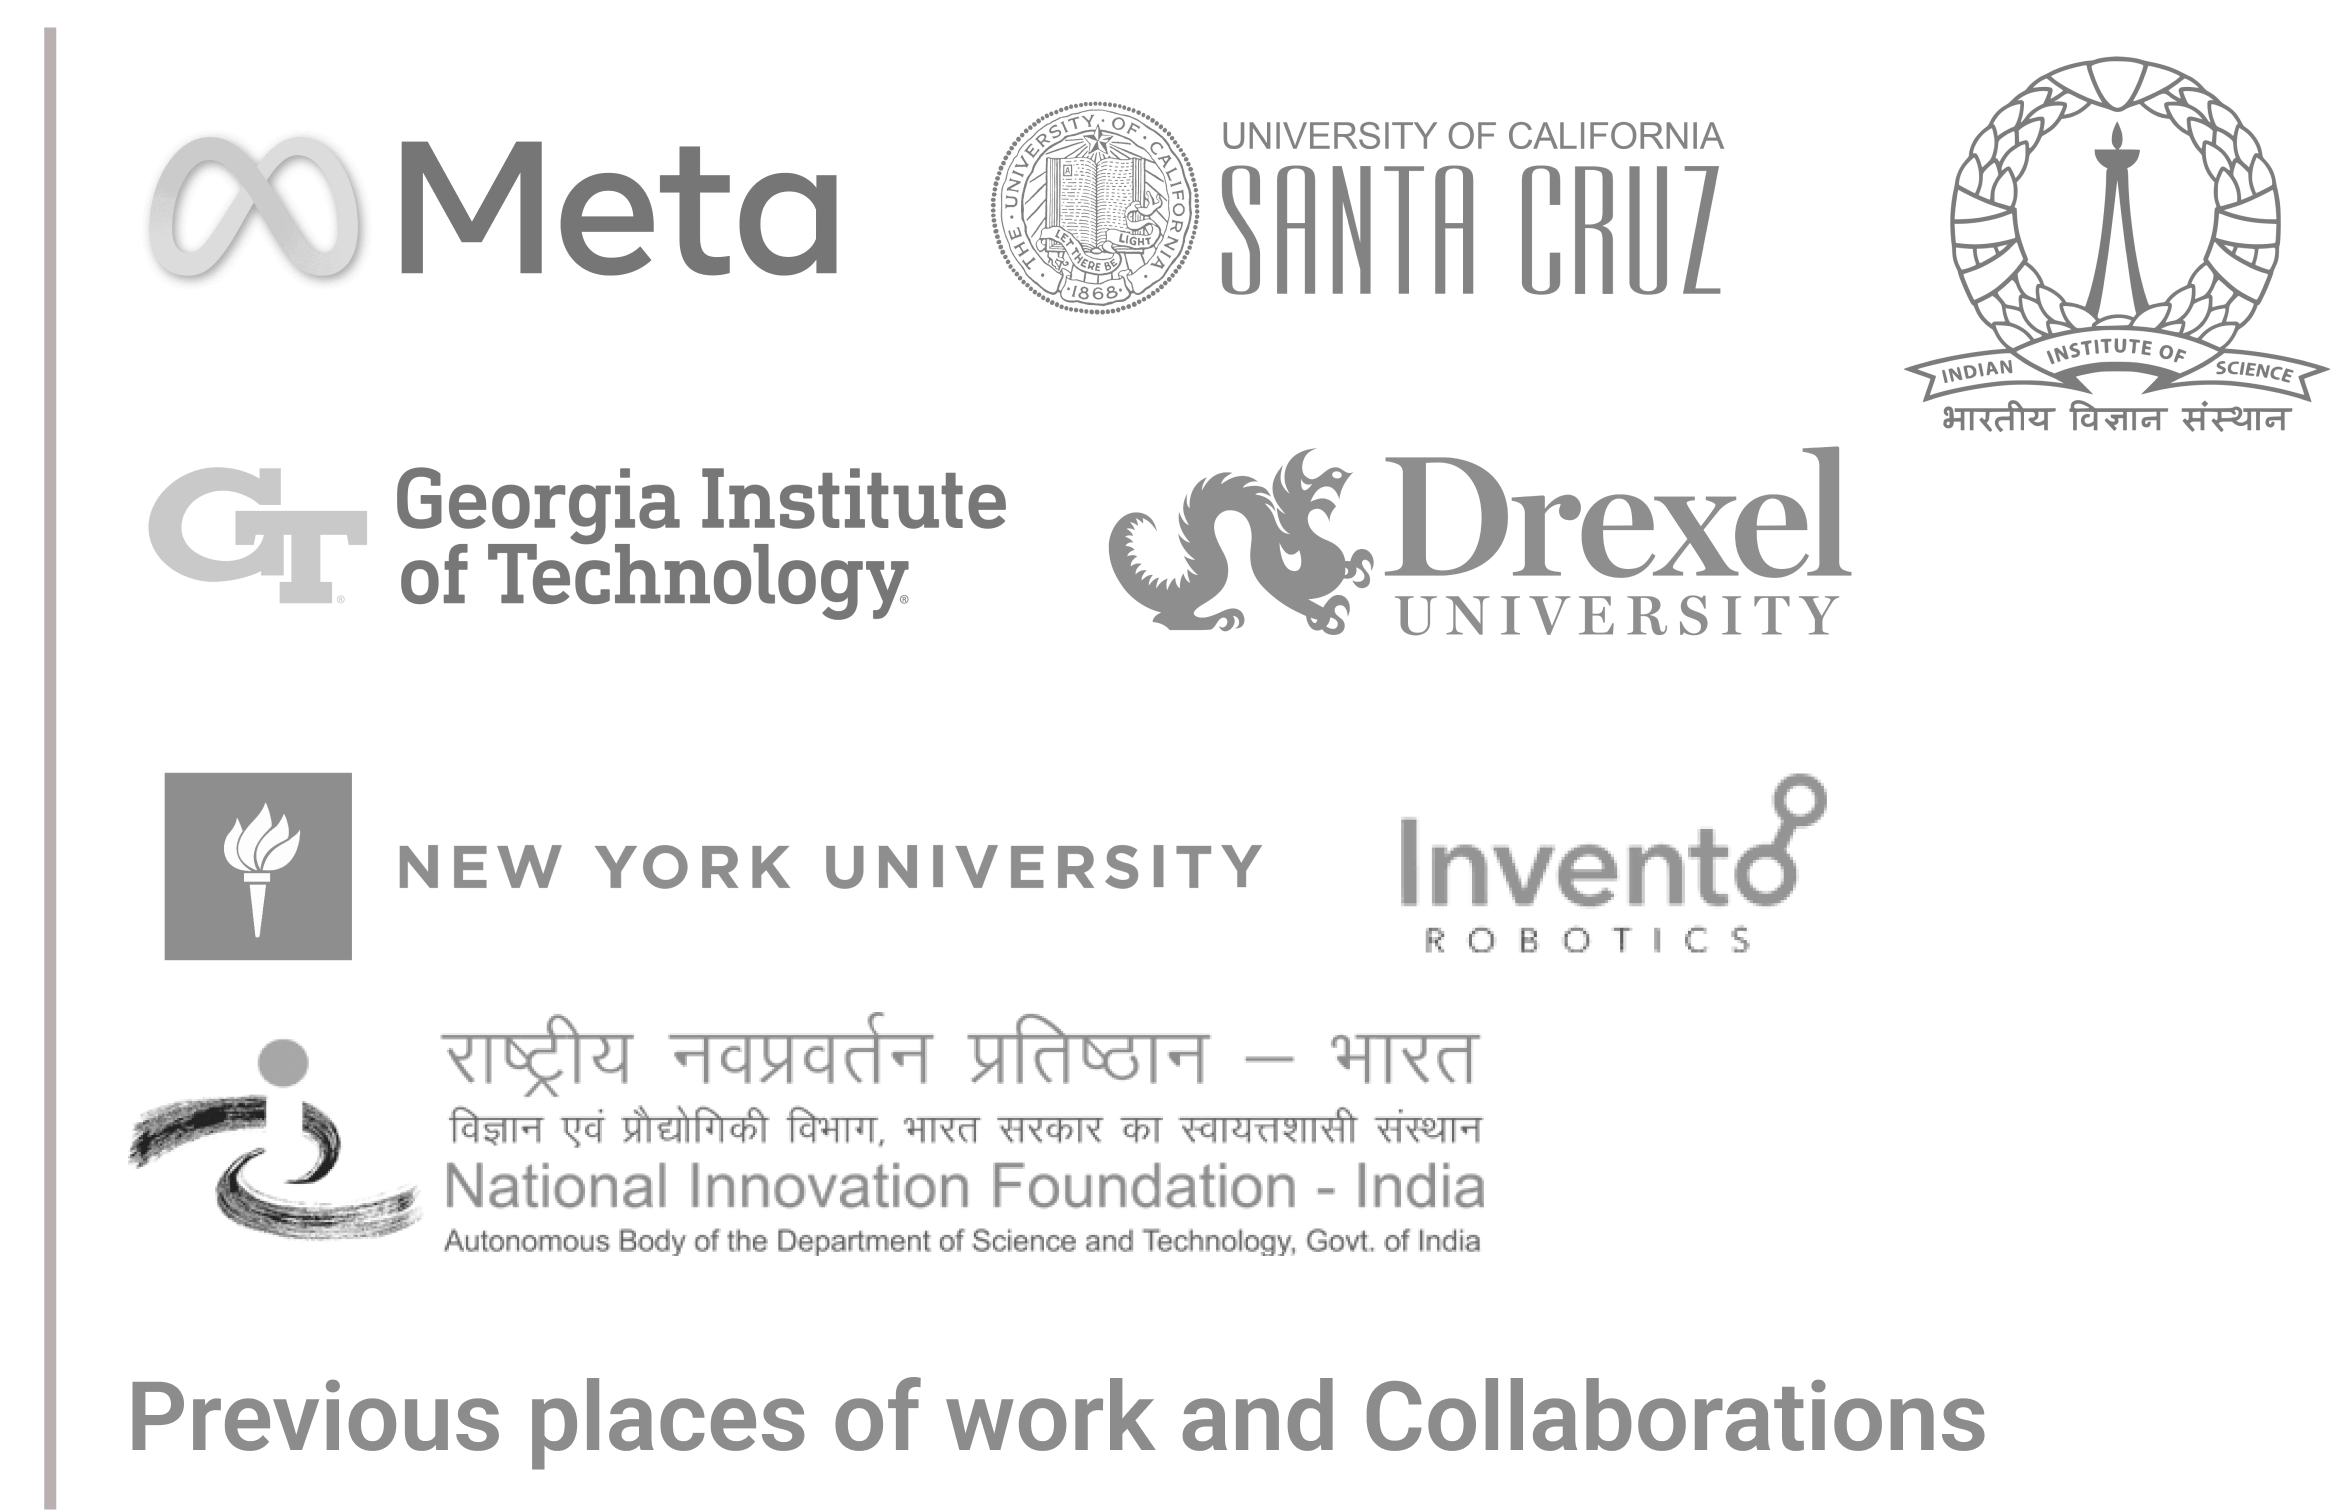 Meta
THE · UNIVERSITY · OF · CALIFORNIA
A
LET THERE BE LIGHT
·1868·
UNIVERSITY OF CALIFORNIA
SANTA CRUZ
INDIAN INSTITUTE OF SCIENCE
भारतीय विज्ञान संस्थान
GT®
Georgia Institute
of Technology®
Drexel
UNIVERSITY
NEW YORK UNIVERSITY
Invento
ROBOTICS
राष्ट्रीय नवप्रवर्तन प्रतिष्ठान – भारत
विज्ञान एवं प्रौद्योगिकी विभाग, भारत सरकार का स्वायत्तशासी संस्थान
National Innovation Foundation - India
Autonomous Body of the Department of Science and Technology, Govt. of India
Previous places of work and Collaborations